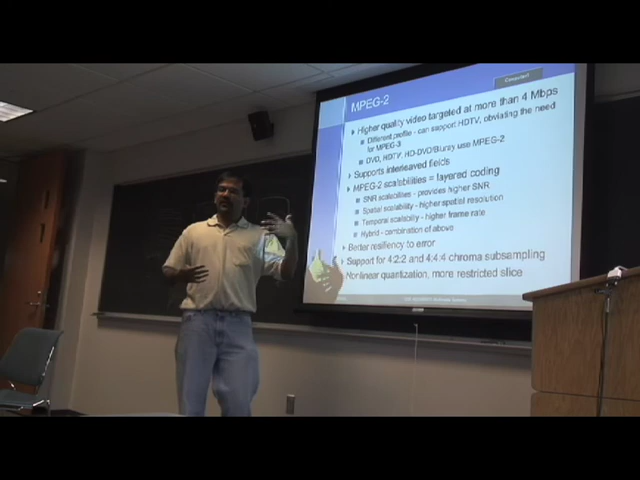 MPEG-2
Higher quality video targeted at more than 4 Mbps
Different profile - can support HDTV, obviating the need
for MPEG-3
DVD, HDTV, HD-DVD/Bluray use MPEG-2
Supports interleaved fields
MPEG-2 scalabilities = layered coding
SNR scalabilities - provides higher SNR
Spatial scalability - higher spatial resolution
Temporal scalability - higher frame rate
Hybrid - combination of above
Better resiliency to error
Support for 4:2:2 and 4:4:4 chroma subsampling
Nonlinear quantization, more restricted slice